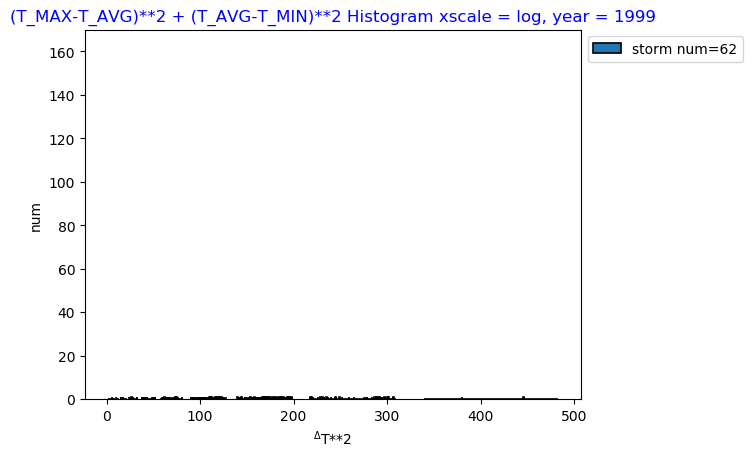 (T_MAX-T_AVG)**2 + (T_AVG-T_MIN)**2 Histogram xscale = log, year = 1999
storm num=62
num
160
140
120
100
80
60
40
20
0
0 100 200 300 400 500
ΔT**2